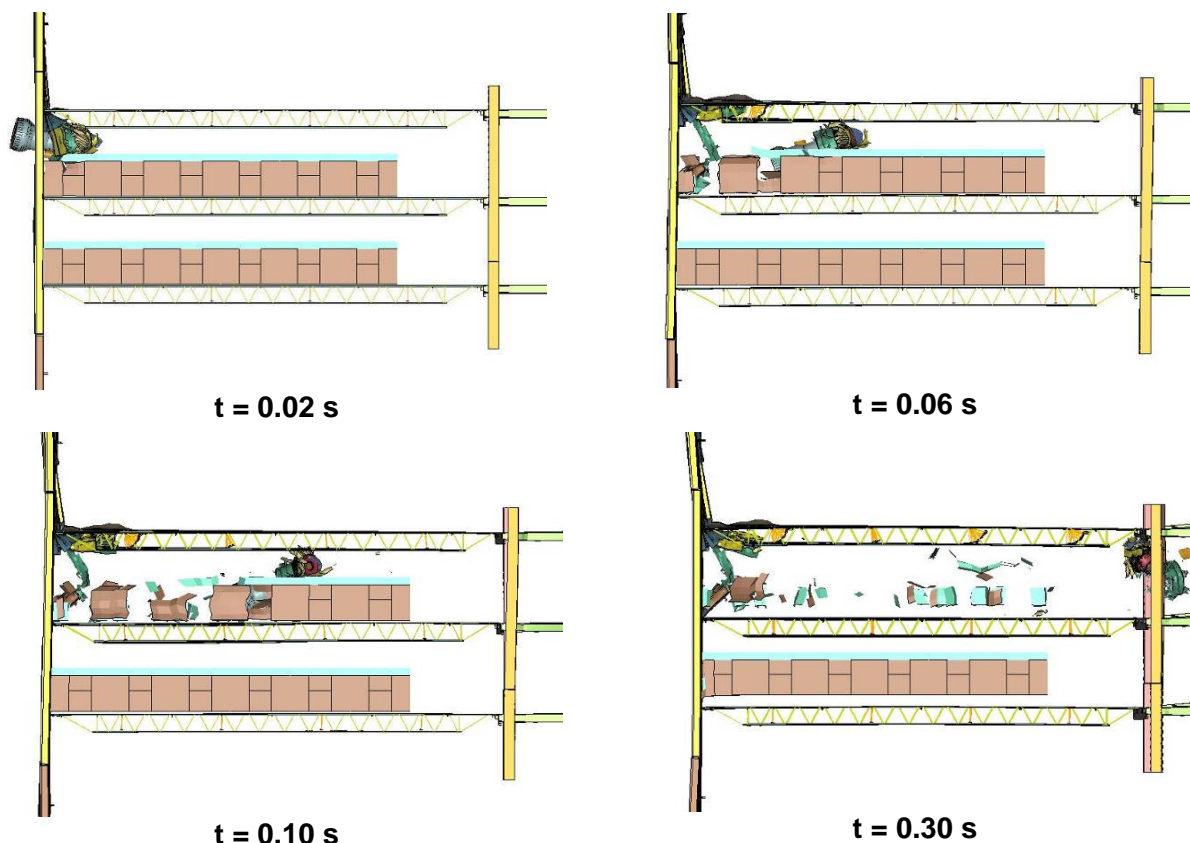 t = 0.02 s
t = 0.06 s
t = 0.10 s
t = 0.30 s